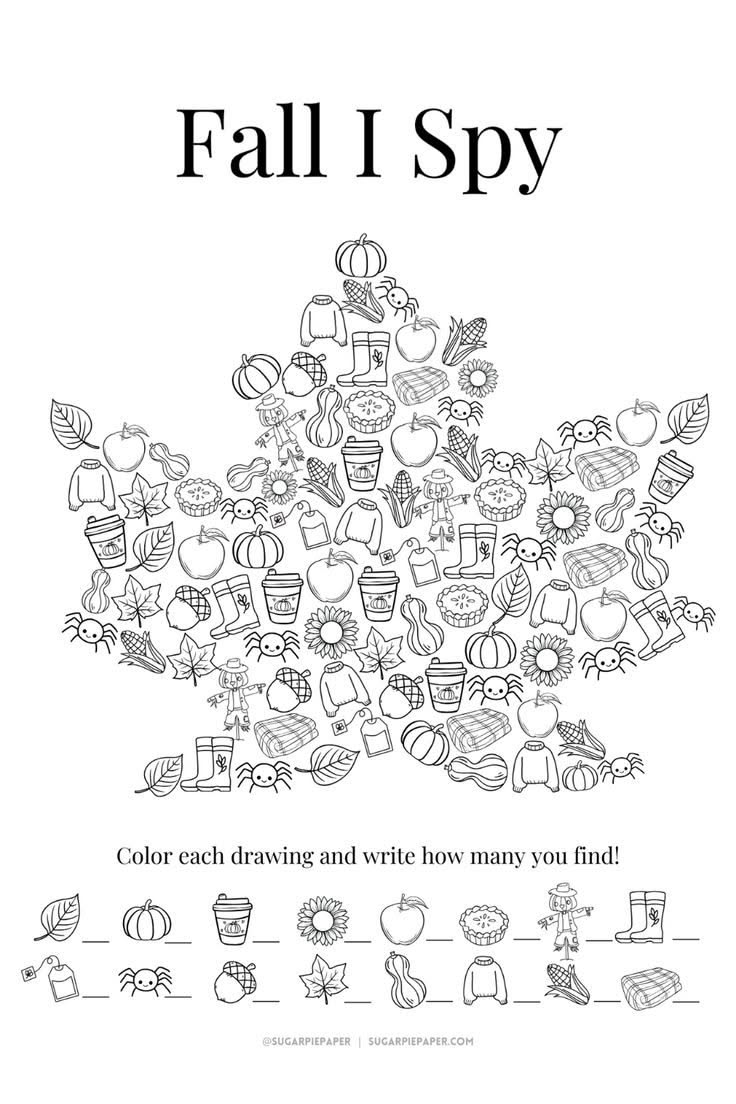 Fall I Spy
Color each drawing and write how many you find!
@SUGARPIEPAPER | SUGARPIEPAPER.COM